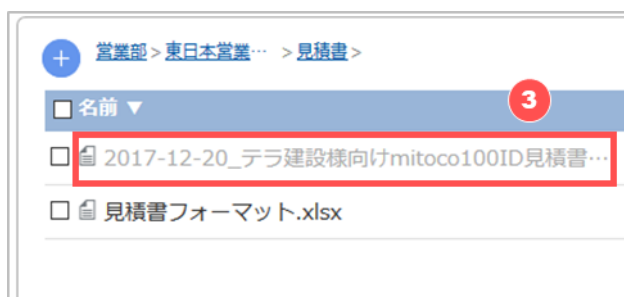 + 営業部>東日本営業… >見積書>
名前 ▼
3
2017-12-20_テラ建設様向けmitoco100ID見積書…
見積書フォーマット.xlsx